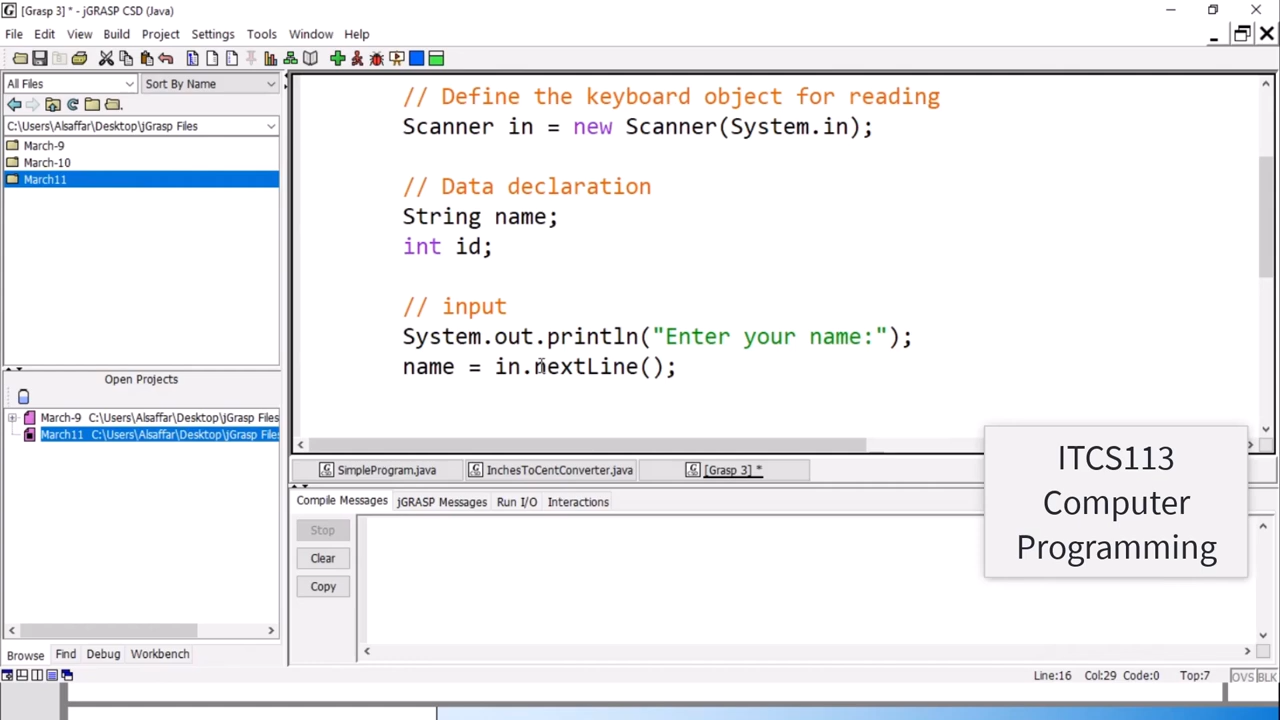 [Grasp 3] * - jGRASP CSD (Java)
File Edit View Build Project Settings Tools Window Help
All Files Sort By Name
C:\Users\Alsaffar\Desktop\jGrasp Files
March-9
March-10
March11
// Define the keyboard object for reading
Scanner in = new Scanner(System.in);
// Data declaration
String name;
int id;
// input
System.out.println("Enter your name:");
name = in.nextLine();
Open Projects
March-9 C:\Users\Alsaffar\Desktop\jGrasp Files
March11 C:\Users\Alsaffar\Desktop\jGrasp Files
SimpleProgram.java InchesToCentConverter.java [Grasp 3] *
Compile Messages jGRASP Messages Run I/O Interactions
Stop
Clear
Copy
ITCS113
Computer
Programming
Browse Find Debug Workbench
Line:16 Col:29 Code:0 Top:7 OVS BLK